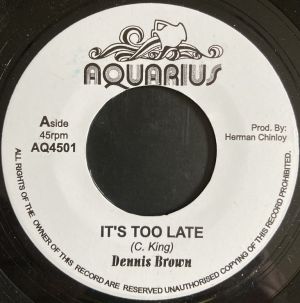 AQUARIUS
Aside
45rpm
AQ4501
Prod. By:
Herman Chinloy
IT'S TOO LATE
(C. King)
Dennis Brown
ALL RIGHTS OF THE OWNER OF THIS RECORD ARE RESERVED UNAUTHORISED COPYING OF THIS RECORD PROHIBITED.